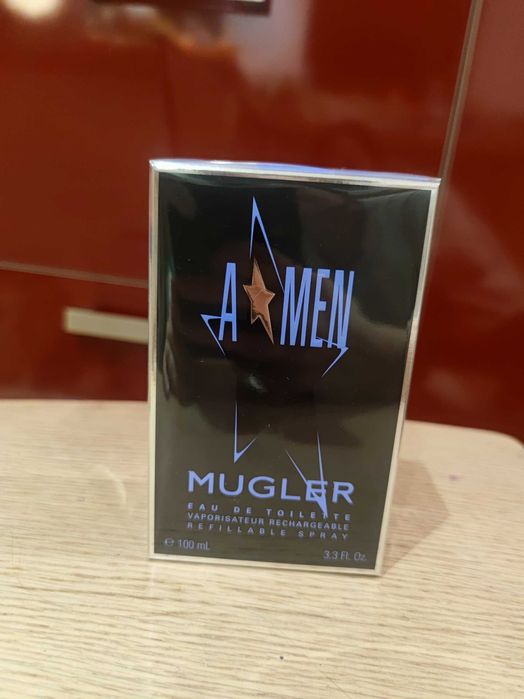 A★MEN
MUGLER
EAU DE TOILETTE
VAPORISATEUR RECHARGEABLE
REFILLABLE SPRAY
℮ 100 mL 3.3 Fl. Oz.